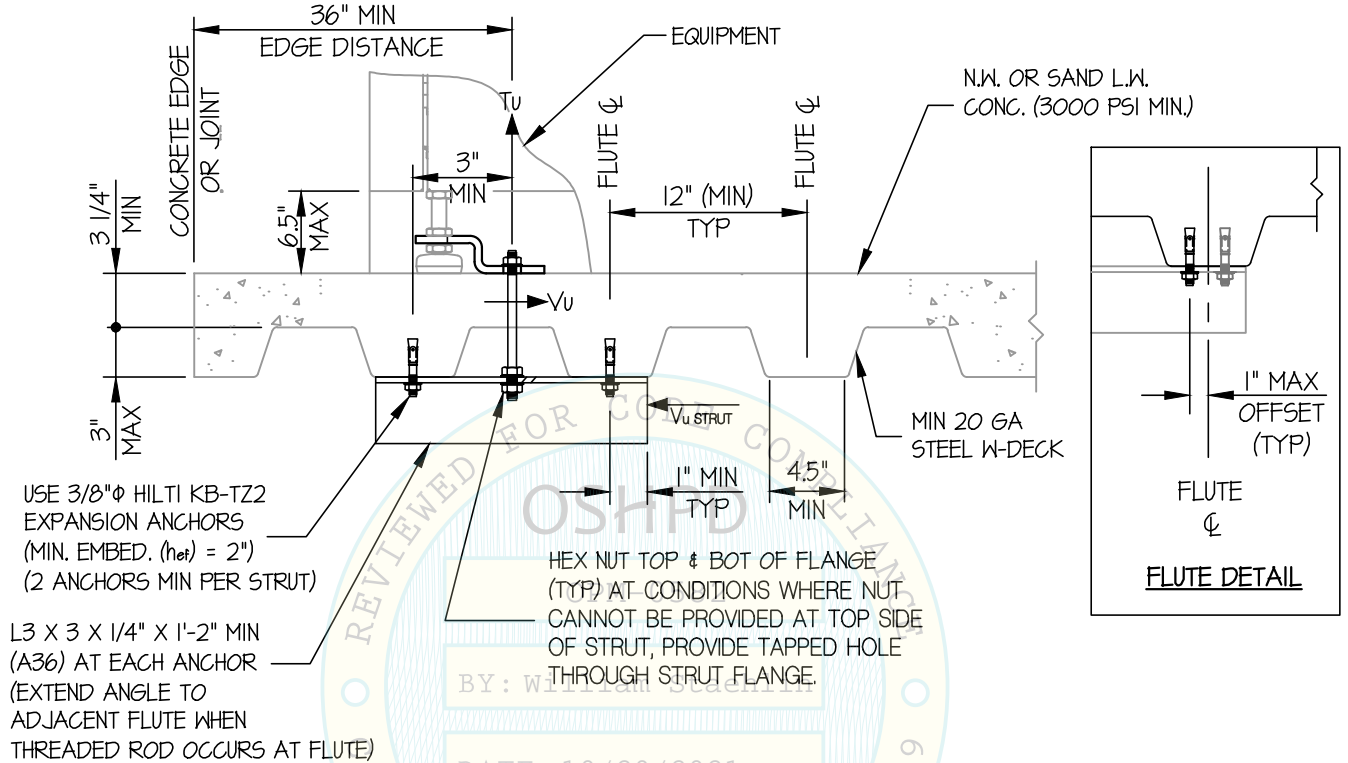 36" MIN
EDGE DISTANCE
CONCRETE EDGE
OR JOINT
EQUIPMENT
N.W. OR SAND L.W.
CONC. (3000 PSI MIN.)
Tu
FLUTE ℄
FLUTE ℄
3"
MIN
12" (MIN)
TYP
3 1/4"
MIN
6.5"
MAX
Vu
3"
MAX
Vu STRUT
1" MIN
TYP
4.5"
MIN
MIN 20 GA
STEEL W-DECK
1" MAX
OFFSET
(TYP)
FLUTE
℄
FLUTE DETAIL
USE 3/8"Φ HILTI KB-TZ2
EXPANSION ANCHORS
(MIN. EMBED. (hef) = 2")
(2 ANCHORS MIN PER STRUT)
L3 X 3 X 1/4" X 1'-2" MIN
(A36) AT EACH ANCHOR
(EXTEND ANGLE TO
ADJACENT FLUTE WHEN
THREADED ROD OCCURS AT FLUTE)
HEX NUT TOP & BOT OF FLANGE
(TYP) AT CONDITIONS WHERE NUT
CANNOT BE PROVIDED AT TOP SIDE
OF STRUT, PROVIDE TAPPED HOLE
THROUGH STRUT FLANGE.
REVIEWED FOR CODE COMPLIANCE
OSHPD
BY: William Staehlin